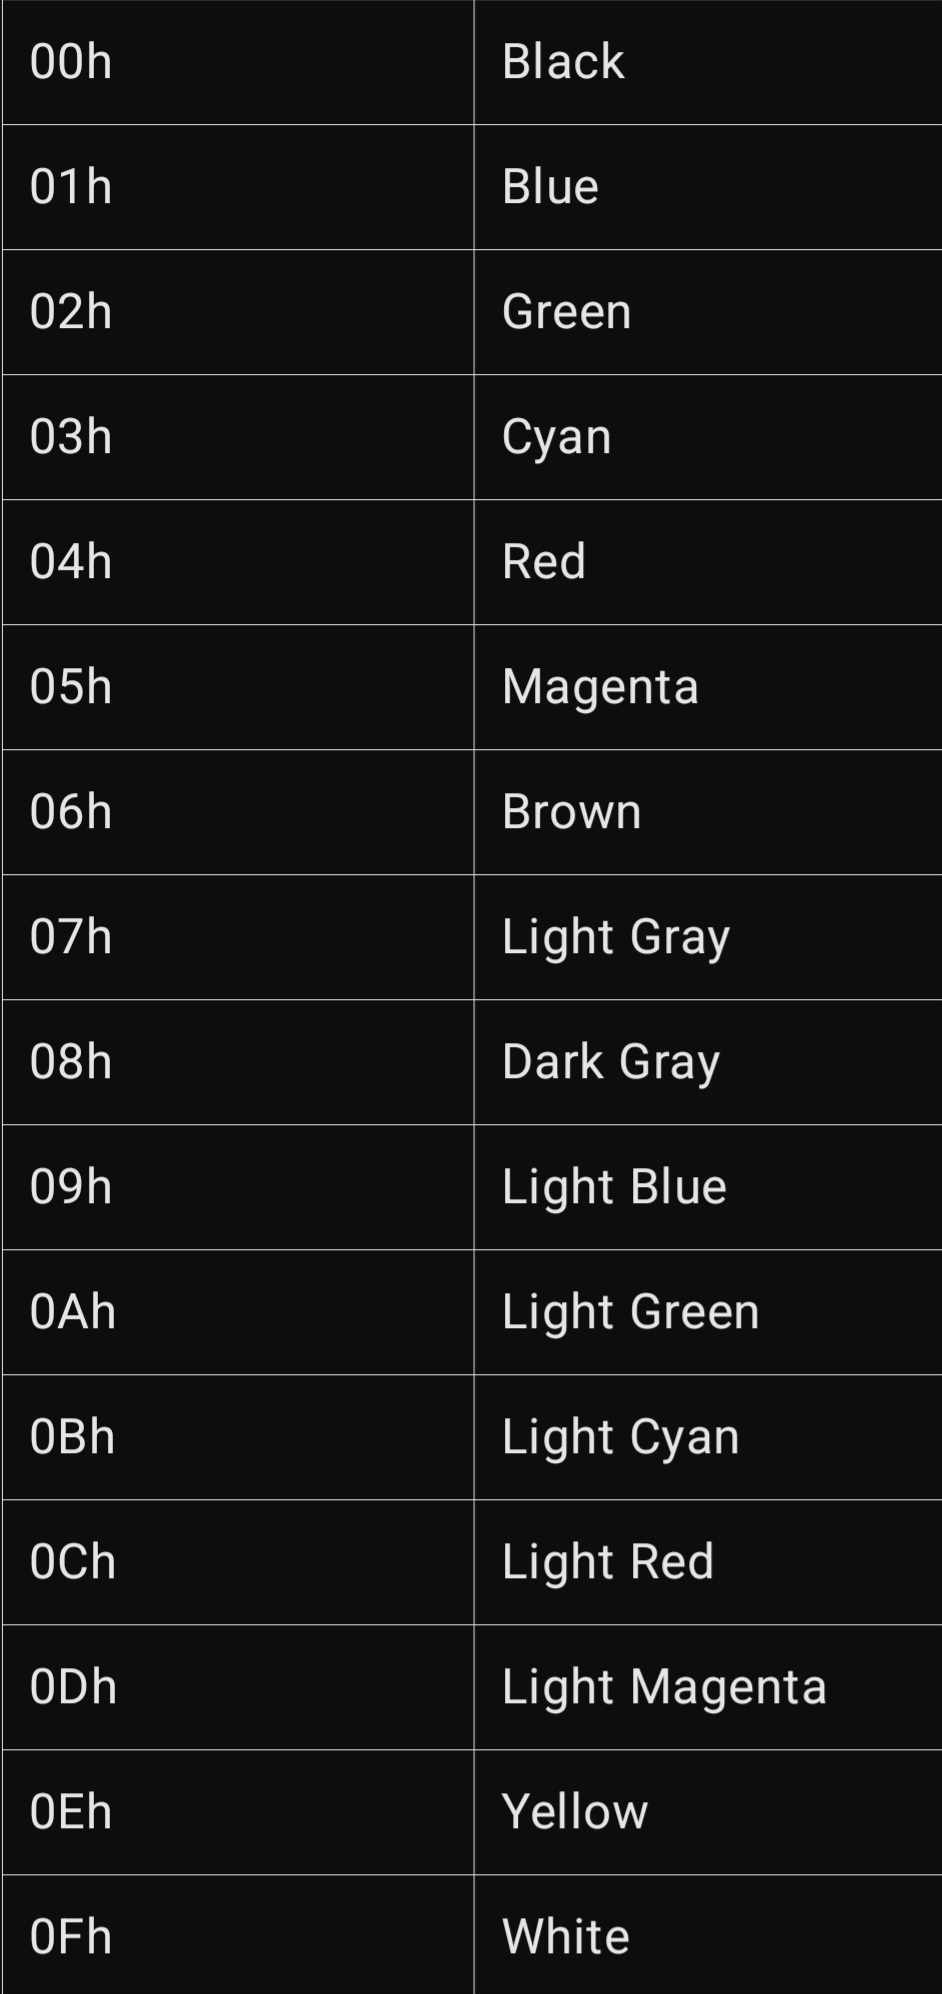 00h Black
01h Blue
02h Green
03h Cyan
04h Red
05h Magenta
06h Brown
07h Light Gray
08h Dark Gray
09h Light Blue
0Ah Light Green
0Bh Light Cyan
0Ch Light Red
0Dh Light Magenta
0Eh Yellow
0Fh White